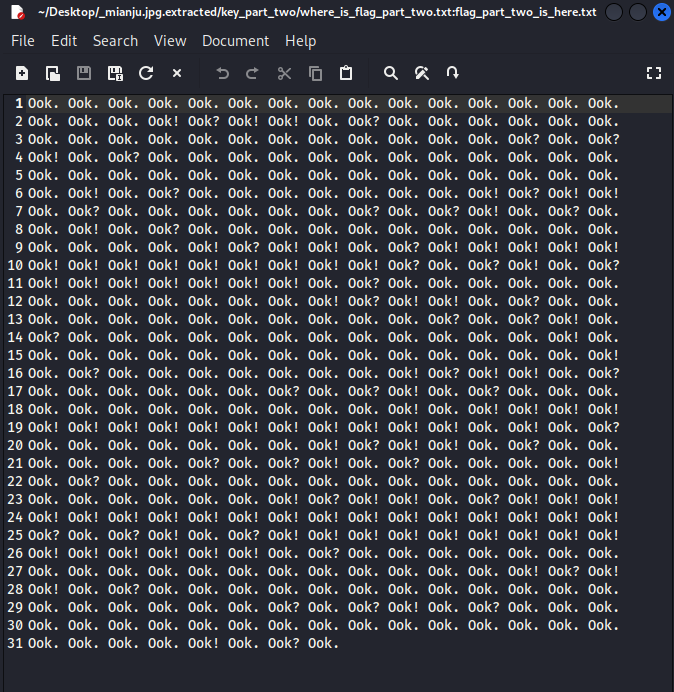 ~/Desktop/_mianju.jpg.extracted/key_part_two/where_is_flag_part_two.txt:flag_part_two_is_here.txt
File Edit Search View Document Help
1 Ook. Ook. Ook. Ook. Ook. Ook. Ook. Ook. Ook. Ook. Ook. Ook. Ook. Ook. Ook.
2 Ook. Ook. Ook. Ook! Ook? Ook! Ook! Ook. Ook? Ook. Ook. Ook. Ook. Ook. Ook.
3 Ook. Ook. Ook. Ook. Ook. Ook. Ook. Ook. Ook. Ook. Ook. Ook. Ook? Ook. Ook?
4 Ook! Ook. Ook? Ook. Ook. Ook. Ook. Ook. Ook. Ook. Ook. Ook. Ook. Ook. Ook.
5 Ook. Ook. Ook. Ook. Ook. Ook. Ook. Ook. Ook. Ook. Ook. Ook. Ook. Ook. Ook.
6 Ook. Ook! Ook. Ook? Ook. Ook. Ook. Ook. Ook. Ook. Ook. Ook! Ook? Ook! Ook!
7 Ook. Ook? Ook. Ook. Ook. Ook. Ook. Ook. Ook? Ook. Ook? Ook! Ook. Ook? Ook.
8 Ook. Ook! Ook. Ook? Ook. Ook. Ook. Ook. Ook. Ook. Ook. Ook. Ook. Ook. Ook.
9 Ook. Ook. Ook. Ook. Ook! Ook? Ook! Ook! Ook. Ook? Ook! Ook! Ook! Ook! Ook!
10 Ook! Ook! Ook! Ook! Ook! Ook! Ook! Ook! Ook! Ook? Ook. Ook? Ook! Ook. Ook?
11 Ook! Ook! Ook! Ook! Ook! Ook! Ook! Ook. Ook? Ook. Ook. Ook. Ook. Ook. Ook.
12 Ook. Ook. Ook. Ook. Ook. Ook. Ook. Ook! Ook? Ook! Ook! Ook. Ook? Ook. Ook.
13 Ook. Ook. Ook. Ook. Ook. Ook. Ook. Ook. Ook. Ook. Ook? Ook. Ook? Ook! Ook.
14 Ook? Ook. Ook. Ook. Ook. Ook. Ook. Ook. Ook. Ook. Ook. Ook. Ook. Ook! Ook.
15 Ook. Ook. Ook. Ook. Ook. Ook. Ook. Ook. Ook. Ook. Ook. Ook. Ook. Ook. Ook!
16 Ook. Ook? Ook. Ook. Ook. Ook. Ook. Ook. Ook. Ook! Ook? Ook! Ook! Ook. Ook?
17 Ook. Ook. Ook. Ook. Ook. Ook. Ook? Ook. Ook? Ook! Ook. Ook? Ook. Ook. Ook.
18 Ook. Ook. Ook. Ook. Ook. Ook. Ook. Ook. Ook. Ook! Ook. Ook! Ook! Ook! Ook!
19 Ook! Ook! Ook! Ook! Ook! Ook! Ook! Ook! Ook! Ook! Ook! Ook! Ook! Ook. Ook?
20 Ook. Ook. Ook. Ook. Ook. Ook. Ook. Ook! Ook? Ook! Ook! Ook. Ook? Ook. Ook.
21 Ook. Ook. Ook. Ook. Ook? Ook. Ook? Ook! Ook. Ook? Ook. Ook. Ook. Ook. Ook!
22 Ook. Ook? Ook. Ook. Ook. Ook. Ook. Ook. Ook. Ook. Ook. Ook. Ook. Ook. Ook.
23 Ook. Ook. Ook. Ook. Ook. Ook. Ook! Ook? Ook! Ook! Ook. Ook? Ook! Ook! Ook!
24 Ook! Ook! Ook! Ook! Ook! Ook! Ook! Ook! Ook! Ook! Ook! Ook! Ook! Ook! Ook!
25 Ook? Ook. Ook? Ook! Ook. Ook? Ook! Ook! Ook! Ook! Ook! Ook! Ook! Ook! Ook!
26 Ook! Ook! Ook! Ook! Ook! Ook! Ook. Ook? Ook. Ook. Ook. Ook. Ook. Ook. Ook.
27 Ook. Ook. Ook. Ook. Ook. Ook. Ook. Ook. Ook. Ook. Ook. Ook. Ook! Ook? Ook!
28 Ook! Ook. Ook? Ook. Ook. Ook. Ook. Ook. Ook. Ook. Ook. Ook. Ook. Ook. Ook.
29 Ook. Ook. Ook. Ook. Ook. Ook. Ook? Ook. Ook? Ook! Ook. Ook? Ook. Ook. Ook.
30 Ook. Ook. Ook. Ook. Ook. Ook. Ook. Ook. Ook. Ook. Ook. Ook. Ook. Ook. Ook.
31 Ook. Ook. Ook. Ook. Ook! Ook. Ook? Ook.